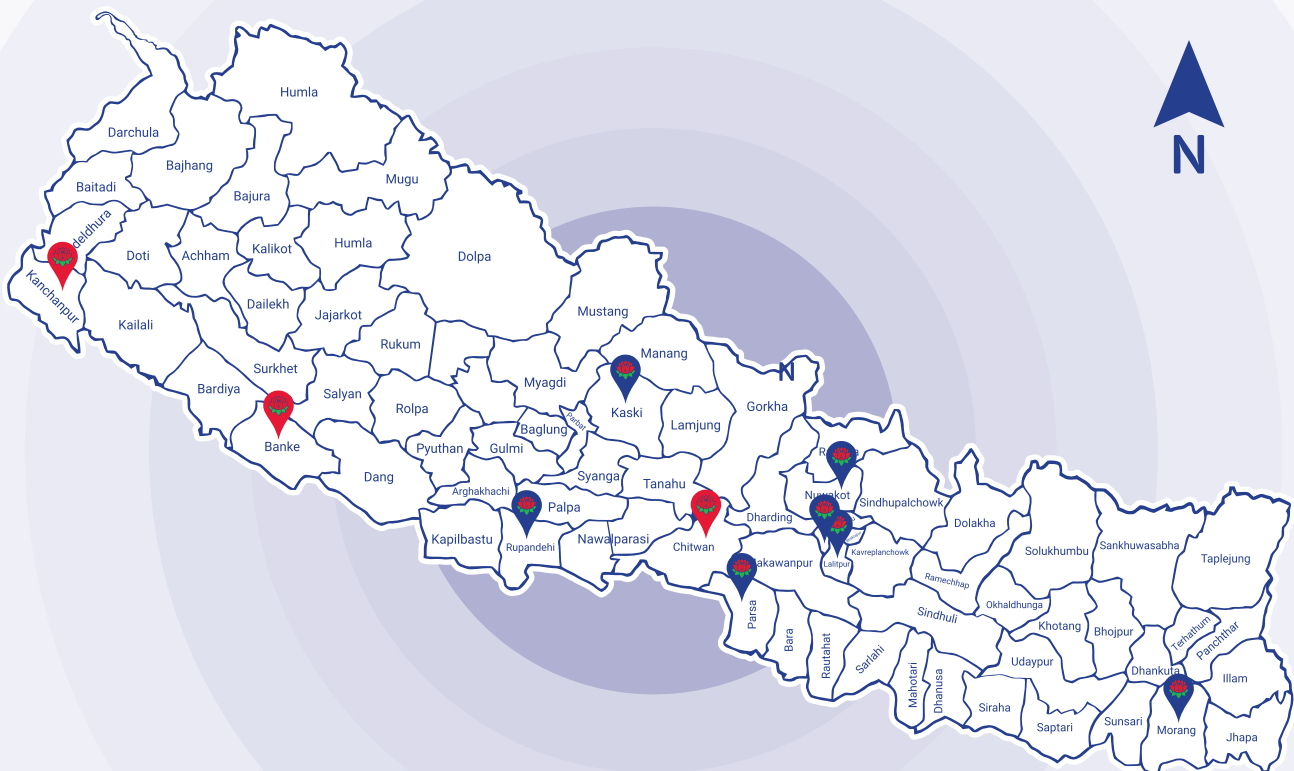 Humla
N
Darchula
Bajhang
Mugu
Baitadi
Bajura
deldhura
Humla
Kalikot
Doti
Achham
Dolpa
Kanchanpur
Dailekh
Mustang
Jajarkot
Kailali
Rukum
Manang
Surkhet
N
Myagdi
Bardiya
Salyan
Gorkha
Rolpa
Kaski
Parbat
Lamjung
Baglung
Banke
Pyuthan
Gulmi
Dang
Syanga
Tanahu
Arghakhachi
Nuwakot
Sindhupalchowk
Palpa
Dharding
Dolakha
Kapilbastu
Nawalparasi
Rupandehi
Chitwan
Kavreplanchowk
Solukhumbu
Sankhuwasabha
Taplejung
akawanpur
Lalitpur
Ramechhap
Okhaldhunga
Parsa
Sindhuli
Khotang
Bhojpur
Terhathum
Panchthar
Bara
Rautahat
Sarlahi
Udaypur
Dhankuta
Illam
Mahotari
Dhanusa
Siraha
Saptari
Sunsari
Morang
Jhapa